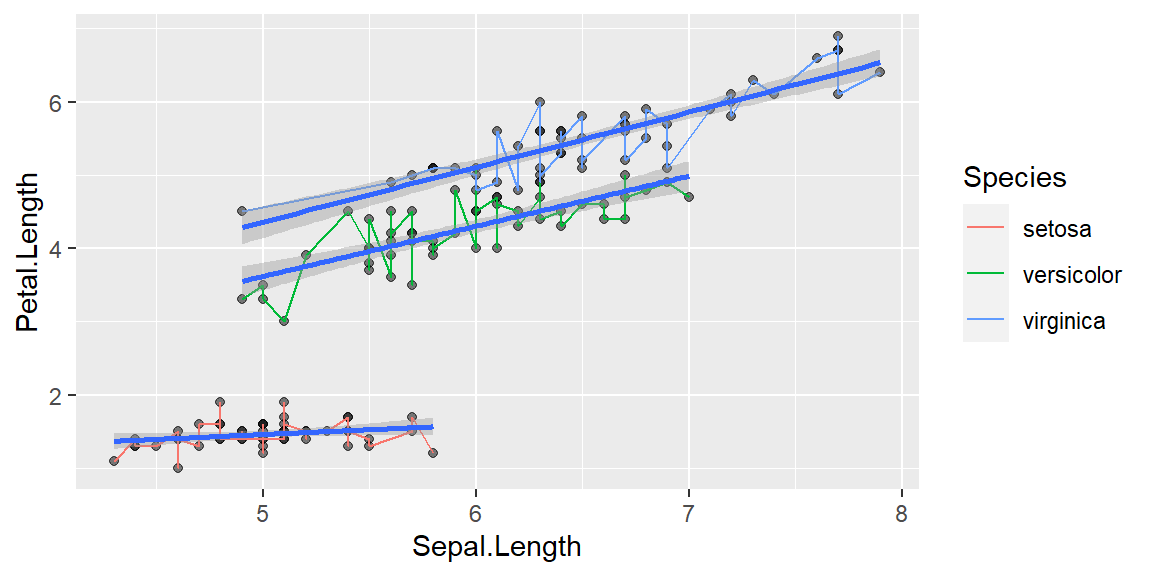 6
4
2
5
6
7
8
Petal.Length
Sepal.Length
Species
setosa
versicolor
virginica